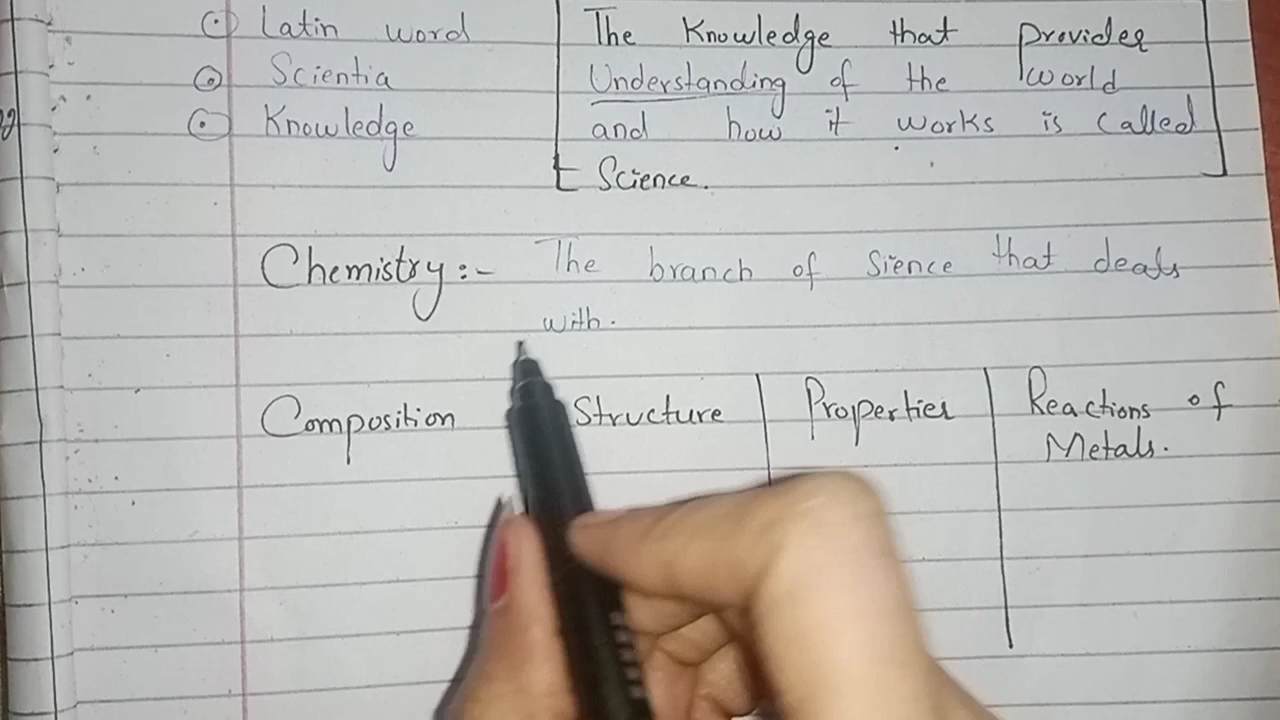 Latin word
Scientia
Knowledge
The Knowledge that provider
Understanding of the world
and how it works is called
Science.
Chemistry:- The branch of Sience that deals
with.
Composition Structure Properties Reactions of
Metals.